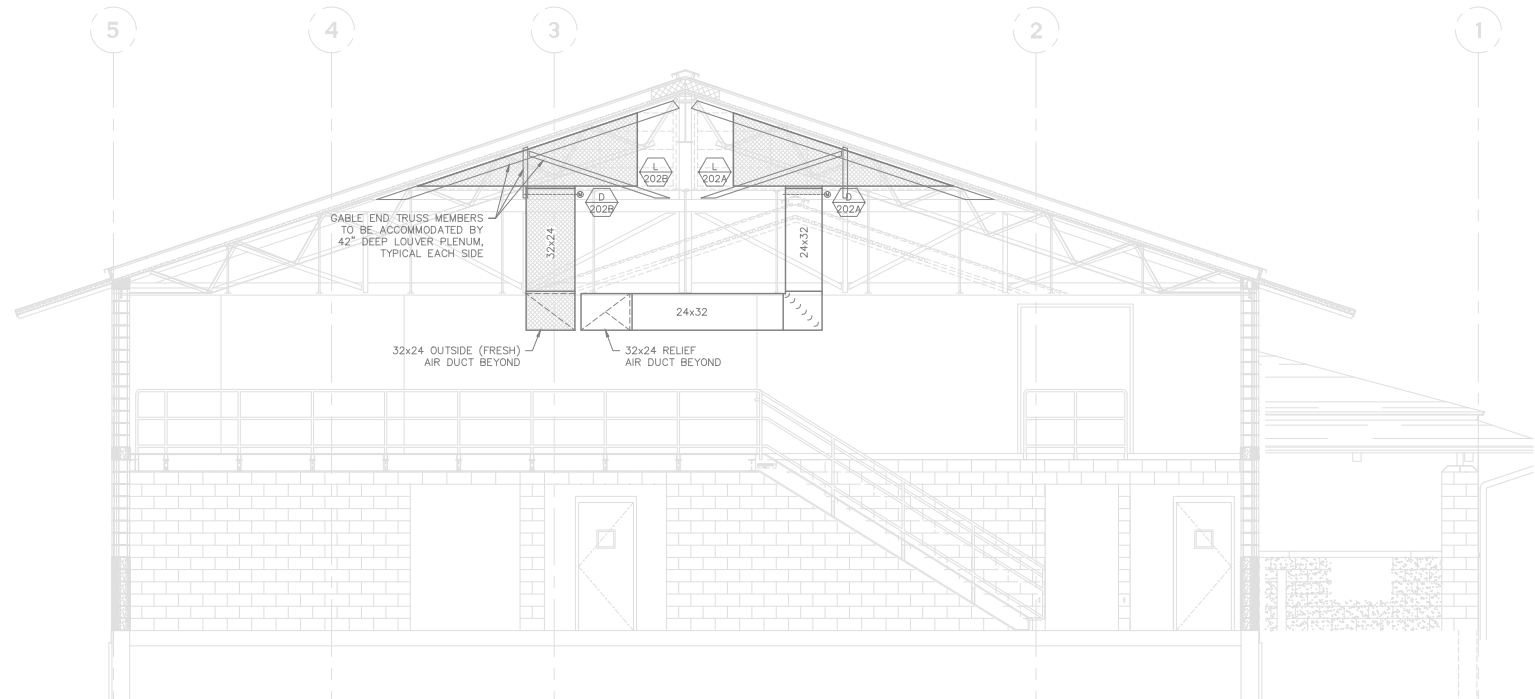 5
4
3
2
1
L
202B
L
202A
D
202B
D
202A
GABLE END TRUSS MEMBERS
TO BE ACCOMMODATED BY
42" DEEP LOUVER PLENUM,
TYPICAL EACH SIDE
32x24
24x32
24x32
32x24 OUTSIDE (FRESH)
AIR DUCT BEYOND
32x24 RELIEF
AIR DUCT BEYOND